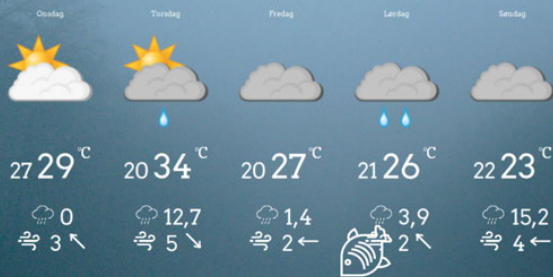 Onsdag Torsdag Fredag Lørdag Søndag
27 29 °C 20 34 °C 20 27 °C 21 26 °C 22 23 °C
0 12,7 1,4 3,9 15,2
3 ↖ 5 ↘ 2 ← 2 ↖ 4 ←